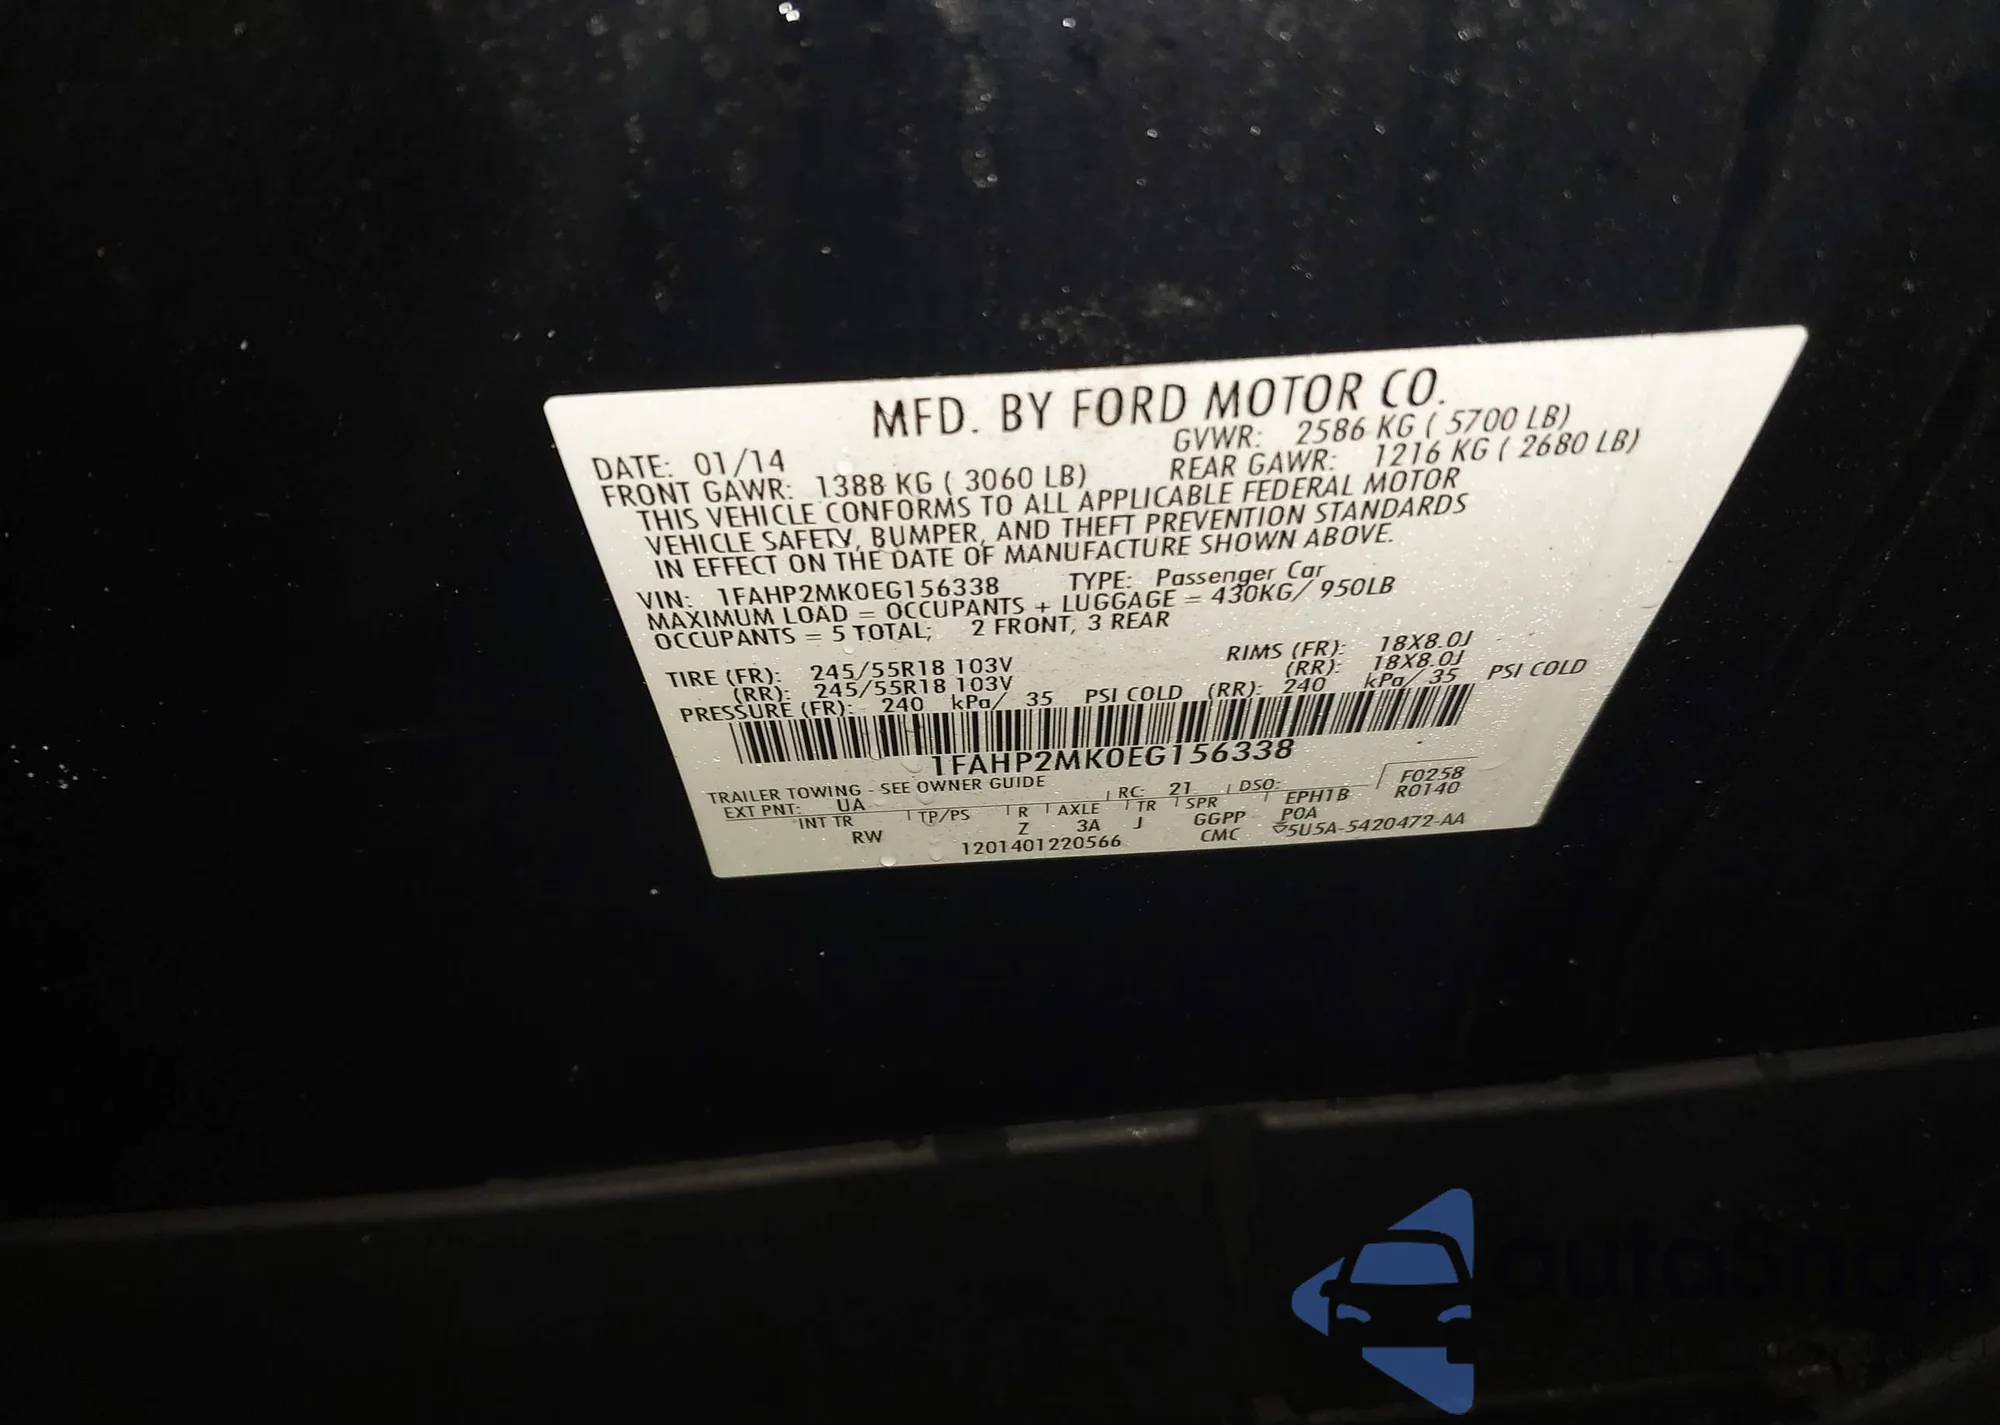 MFD. BY FORD MOTOR CO.
DATE: 01/14 GVWR: 2586 KG ( 5700 LB)
FRONT GAWR: 1388 KG ( 3060 LB) REAR GAWR: 1216 KG ( 2680 LB)
THIS VEHICLE CONFORMS TO ALL APPLICABLE FEDERAL MOTOR
VEHICLE SAFETY, BUMPER, AND THEFT PREVENTION STANDARDS
IN EFFECT ON THE DATE OF MANUFACTURE SHOWN ABOVE.
VIN: 1FAHP2MK0EG156338 TYPE: Passenger Car
MAXIMUM LOAD = OCCUPANTS + LUGGAGE = 430KG/ 950LB
OCCUPANTS = 5 TOTAL; 2 FRONT, 3 REAR
TIRE (FR): 245/55R18 103V RIMS (FR): 18X8.0J
(RR): 245/55R18 103V (RR): 18X8.0J
PRESSURE (FR): 240 kPa/ 35 PSI COLD (RR): 240 kPa/ 35 PSI COLD
1FAHP2MK0EG156338
TRAILER TOWING - SEE OWNER GUIDE
EXT PNT: UA RC: 21 DSO: F0258
INT TR TP/PS R AXLE TR SPR EPH1B R0140
RW Z 3A J GGPP POA
1201401220566 CMC 5U5A-5420472-AA
autoSnap